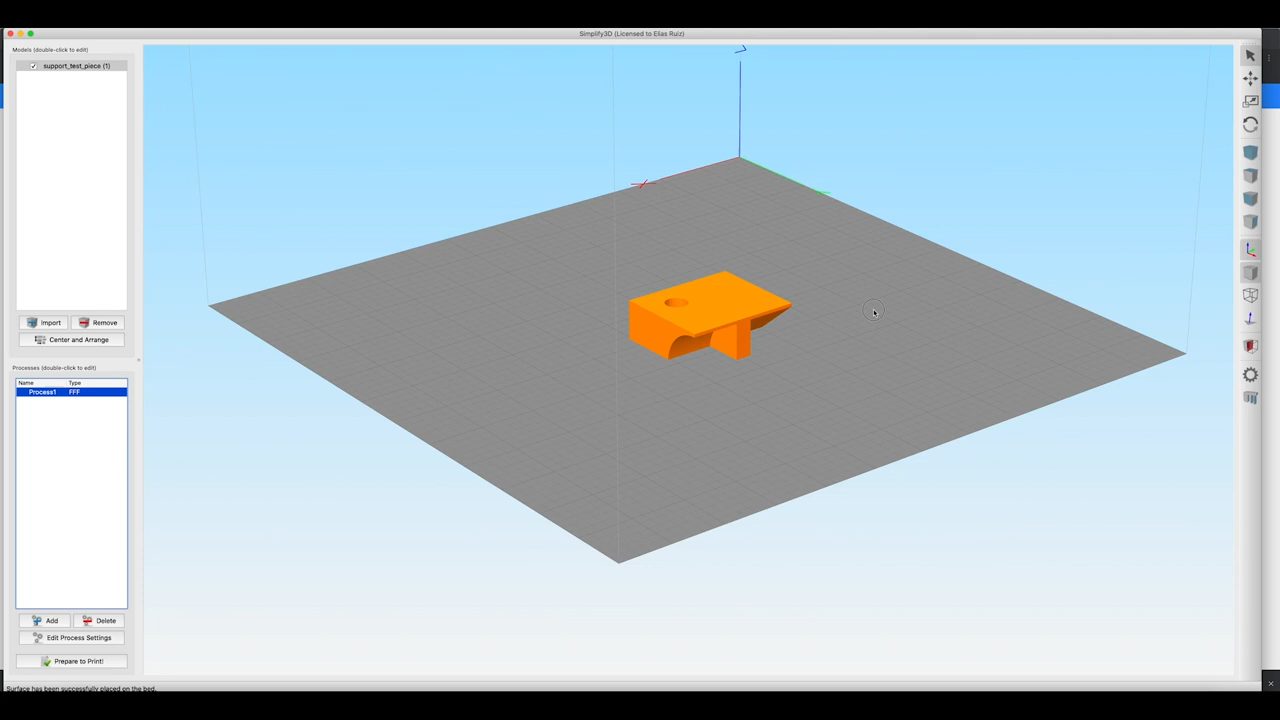 Simplify3D (Licensed to Elias Ruiz)
Models (double-click to edit)
support_test_piece (1)
Import
Remove
Center and Arrange
Processes (double-click to edit)
Name Type
Process1 FFF
Add
Delete
Edit Process Settings
Prepare to Print!
Surface has been successfully placed on the bed.